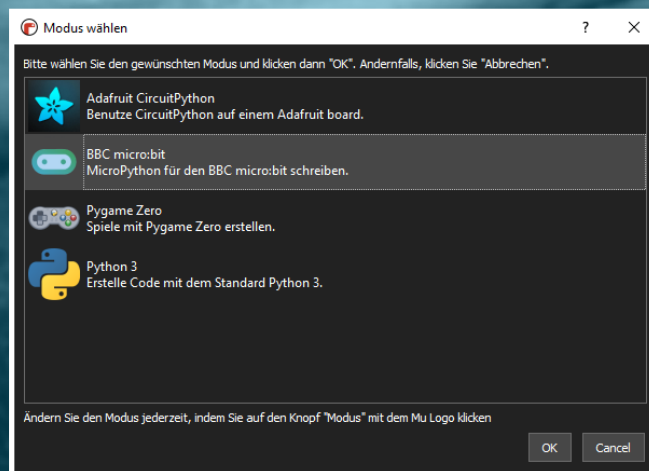 Modus wählen
Bitte wählen Sie den gewünschten Modus und klicken dann "OK". Andernfalls, klicken Sie "Abbrechen".
Adafruit CircuitPython
Benutze CircuitPython auf einem Adafruit board.
BBC micro:bit
MicroPython für den BBC micro:bit schreiben.
Pygame Zero
Spiele mit Pygame Zero erstellen.
Python 3
Erstelle Code mit dem Standard Python 3.
Ändern Sie den Modus jederzeit, indem Sie auf den Knopf "Modus" mit dem Mu Logo klicken
OK Cancel